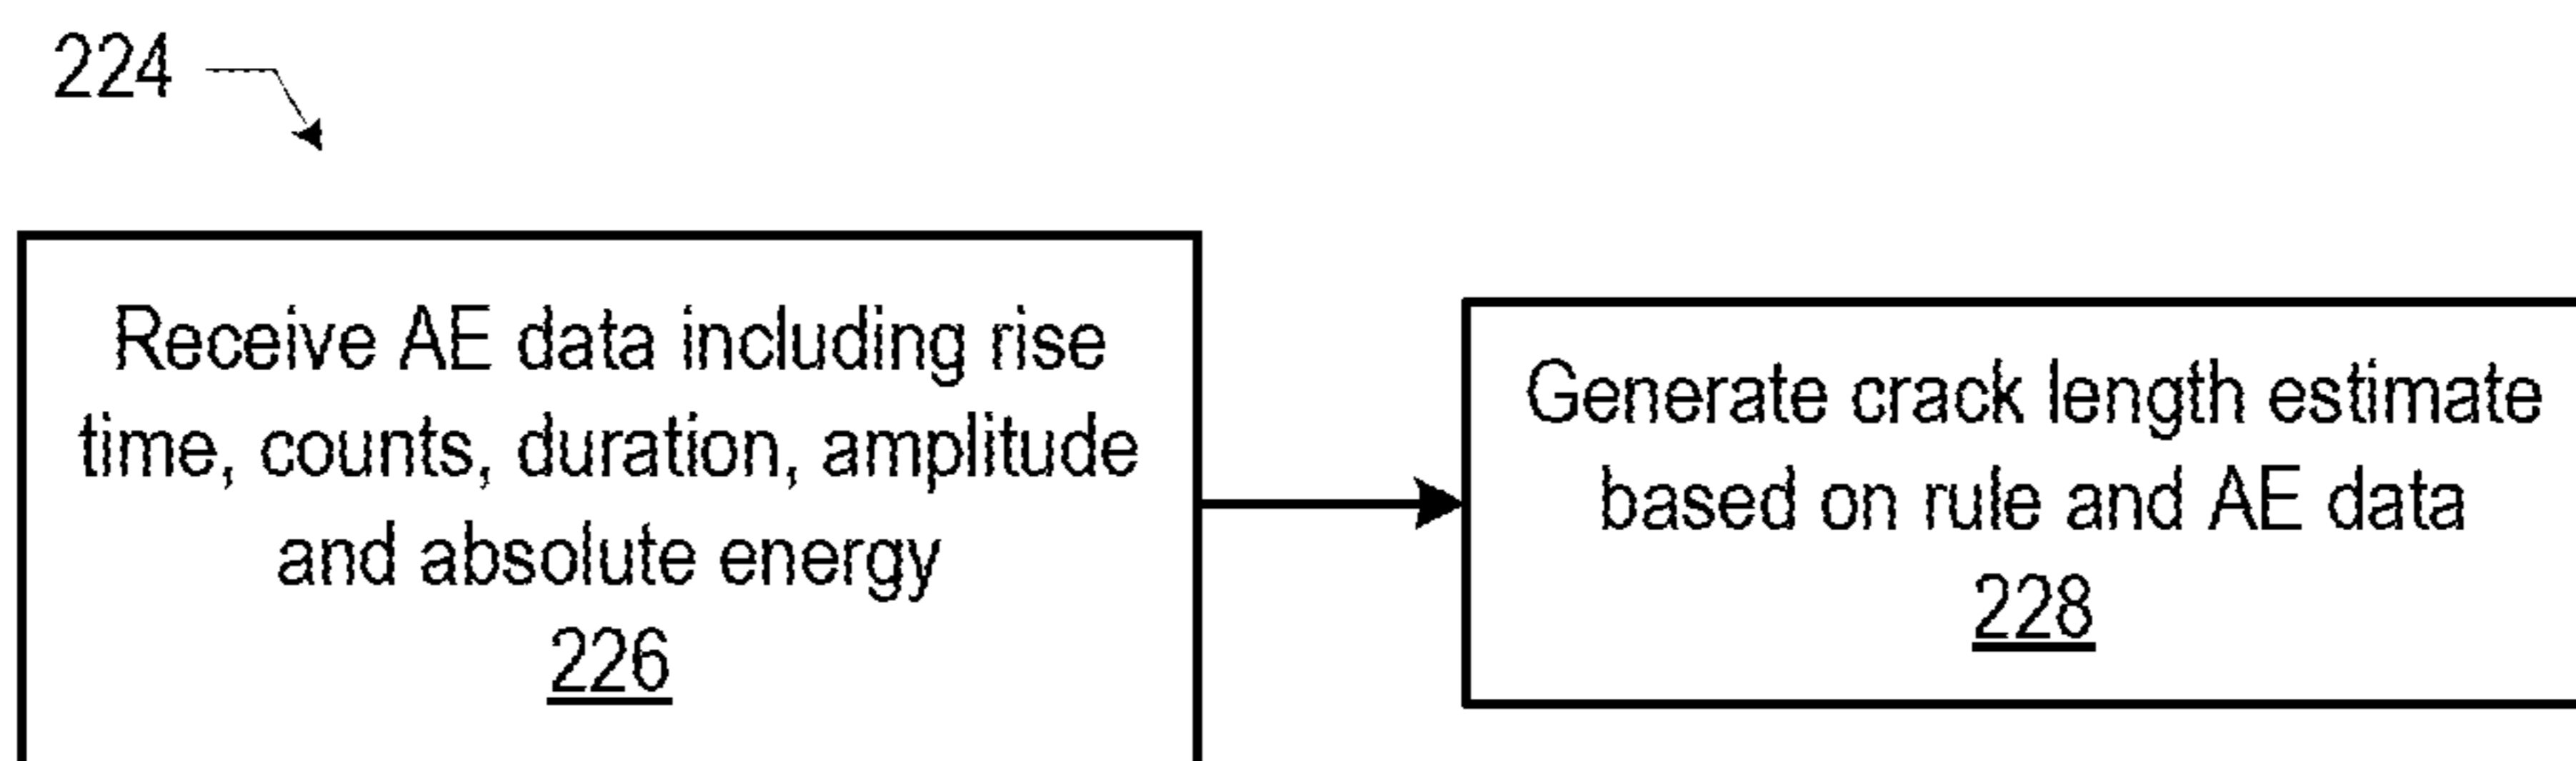 224
Receive AE data including rise
time, counts, duration, amplitude
and absolute energy
226
Generate crack length estimate
based on rule and AE data
228